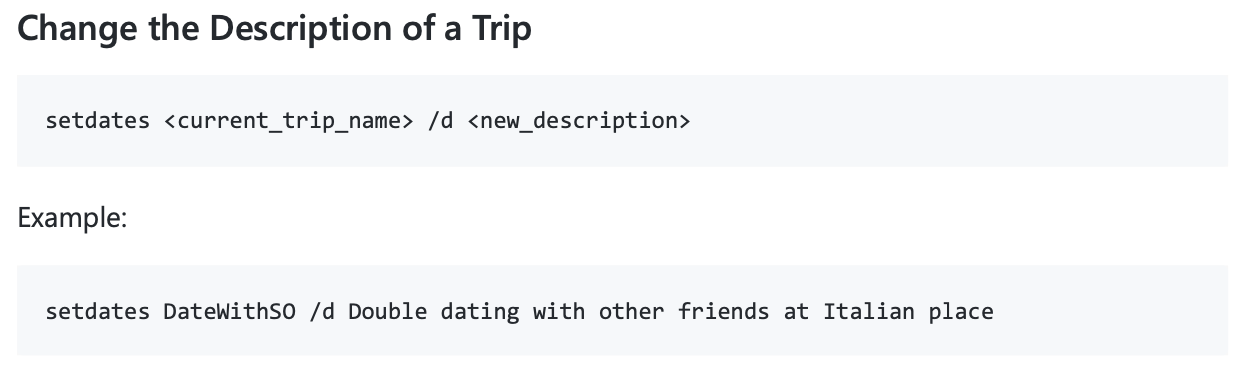 Change the Description of a Trip
setdates <current_trip_name> /d <new_description>
Example:
setdates DateWithSO /d Double dating with other friends at Italian place